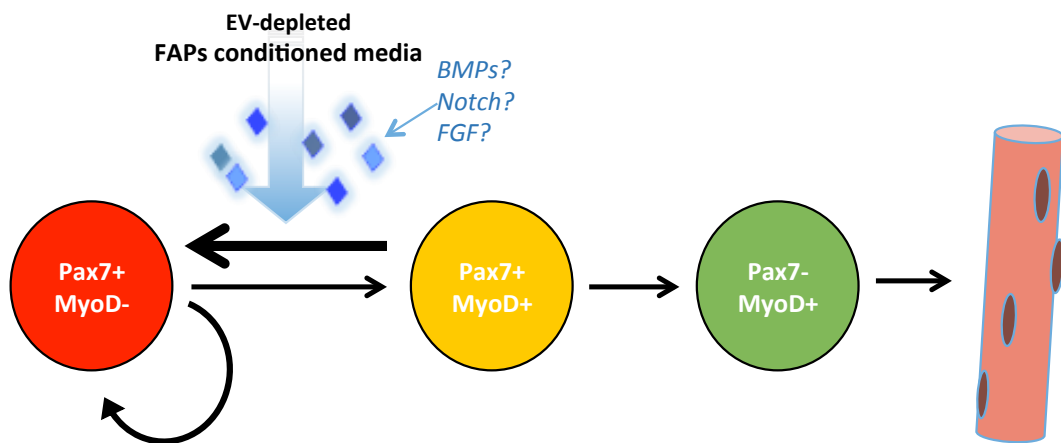 EV-depleted
FAPs conditioned media
BMPs?
Notch?
FGF?
Pax7+
MyoD-
Pax7+
MyoD+
Pax7-
MyoD+